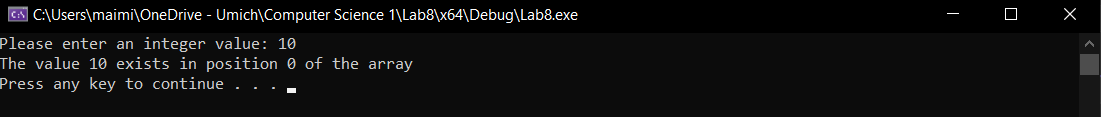 C:\Users\maimi\OneDrive - Umich\Computer Science 1\Lab8\x64\Debug\Lab8.exe
Please enter an integer value: 10
The value 10 exists in position 0 of the array
Press any key to continue . . .